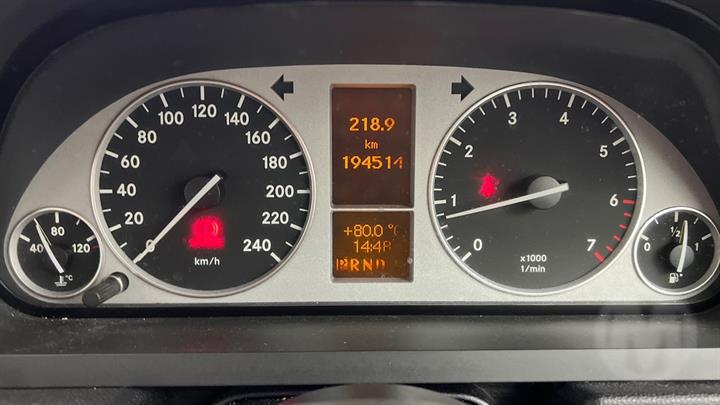 0 20 40 60 80 100 120 140 160 180 200 220 240
km/h
40 80 120
°C
218.9
km
194514
+80.0 °C
14:48
PRND
0 1 2 3 4 5 6 7
x1000
1/min
0 ½ 1